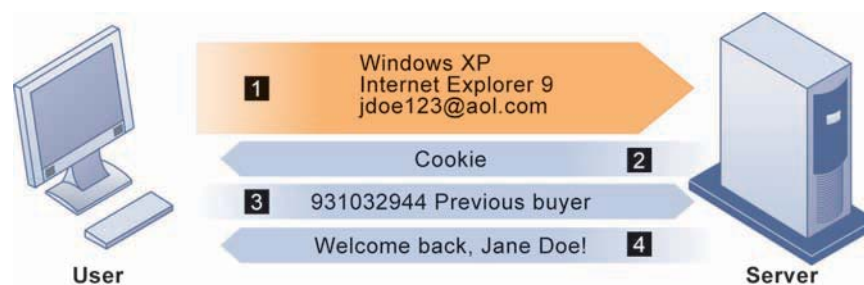 1
Windows XP
Internet Explorer 9
jdoe123@aol.com
Cookie
2
3
931032944 Previous buyer
Welcome back, Jane Doe!
4
User
Server